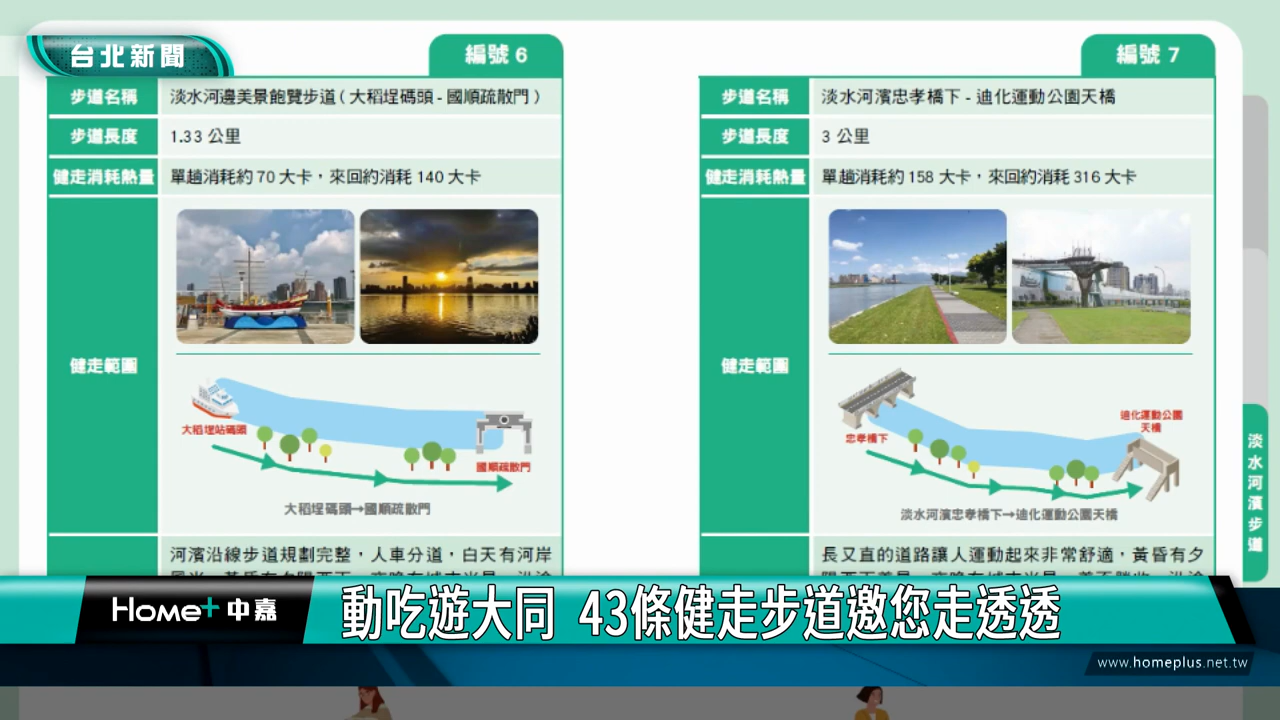 台北新聞
編號 6
步道名稱
淡水河邊美景飽覽步道 ( 大稻埕碼頭 - 國順疏散門 )
步道長度
1.33 公里
健走消耗熱量
單趟消耗約 70 大卡，來回約消耗 140 大卡
健走範圍
大稻埕站碼頭
國順疏散門
大稻埕碼頭→國順疏散門
河濱沿線步道規劃完整，人車分道，白天有河岸
編號 7
步道名稱
淡水河濱忠孝橋下 - 迪化運動公園天橋
步道長度
3 公里
健走消耗熱量
單趟消耗約 158 大卡，來回約消耗 316 大卡
健走範圍
忠孝橋下
迪化運動公園
天橋
淡水河濱忠孝橋下→迪化運動公園天橋
長又直的道路讓人運動起來非常舒適，黃昏有夕
淡水河濱步道
Home+ 中嘉
動吃遊大同 43條健走步道邀您走透透
www.homeplus.net.tw